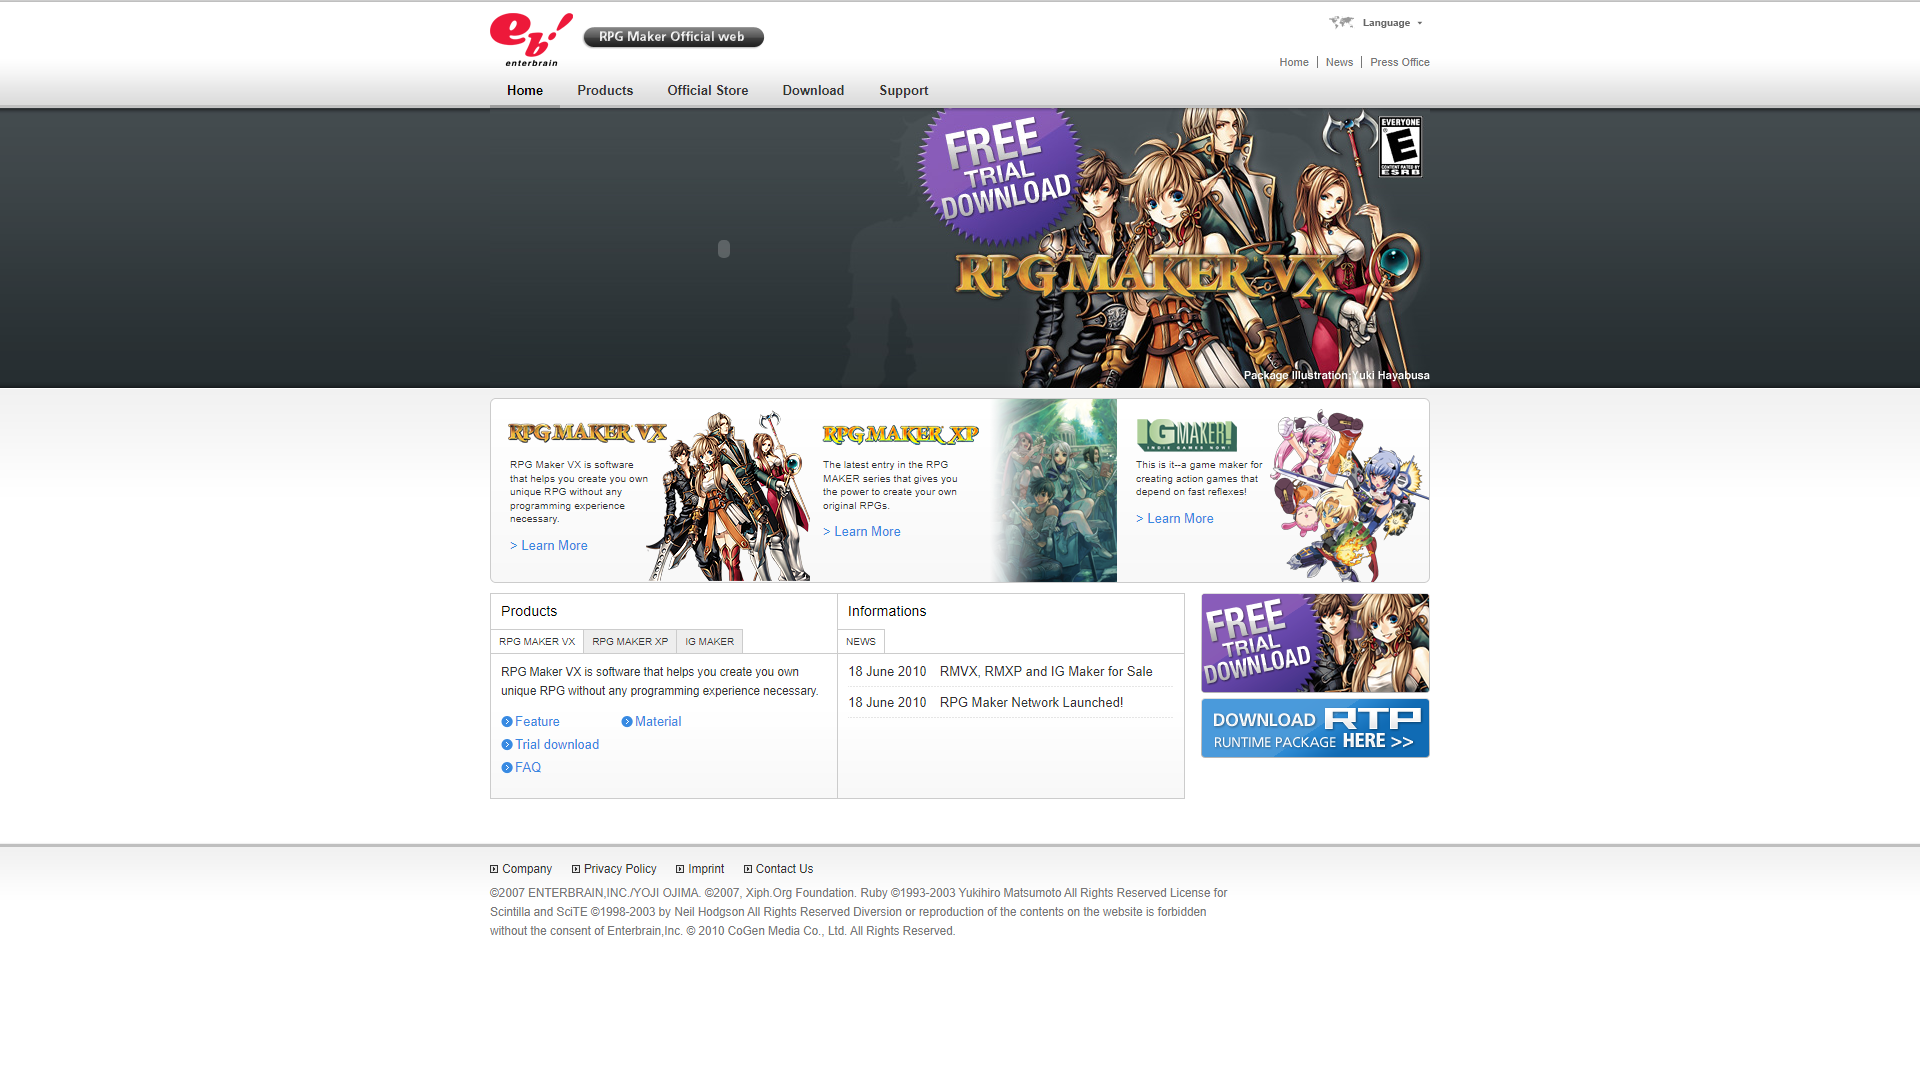 eb!
enterbrain
RPG Maker Official web
Language
Home
News
Press Office
Home
Products
Official Store
Download
Support
FREE
TRIAL
DOWNLOAD
EVERYONE
E
CONTENT RATED BY
ESRB
RPG MAKER VX
Package Illustration:Yuki Hayabusa
RPG MAKER VX
RPG Maker VX is software
that helps you create you own
unique RPG without any
programming experience
necessary.
> Learn More
RPG MAKER XP
The latest entry in the RPG
MAKER series that gives you
the power to create your own
original RPGs.
> Learn More
IG MAKER!
INDIE GAMES NOW!
This is it--a game maker for
creating action games that
depend on fast reflexes!
> Learn More
Products
RPG MAKER VX
RPG MAKER XP
IG MAKER
RPG Maker VX is software that helps you create you own
unique RPG without any programming experience necessary.
Feature
Material
Trial download
FAQ
Informations
NEWS
18 June 2010 RMVX, RMXP and IG Maker for Sale
18 June 2010 RPG Maker Network Launched!
FREE
TRIAL
DOWNLOAD
DOWNLOAD RTP
RUNTIME PACKAGE HERE >>
Company
Privacy Policy
Imprint
Contact Us
©2007 ENTERBRAIN,INC./YOJI OJIMA. ©2007, Xiph.Org Foundation. Ruby ©1993-2003 Yukihiro Matsumoto All Rights Reserved License for
Scintilla and SciTE ©1998-2003 by Neil Hodgson All Rights Reserved Diversion or reproduction of the contents on the website is forbidden
without the consent of Enterbrain,Inc. © 2010 CoGen Media Co., Ltd. All Rights Reserved.